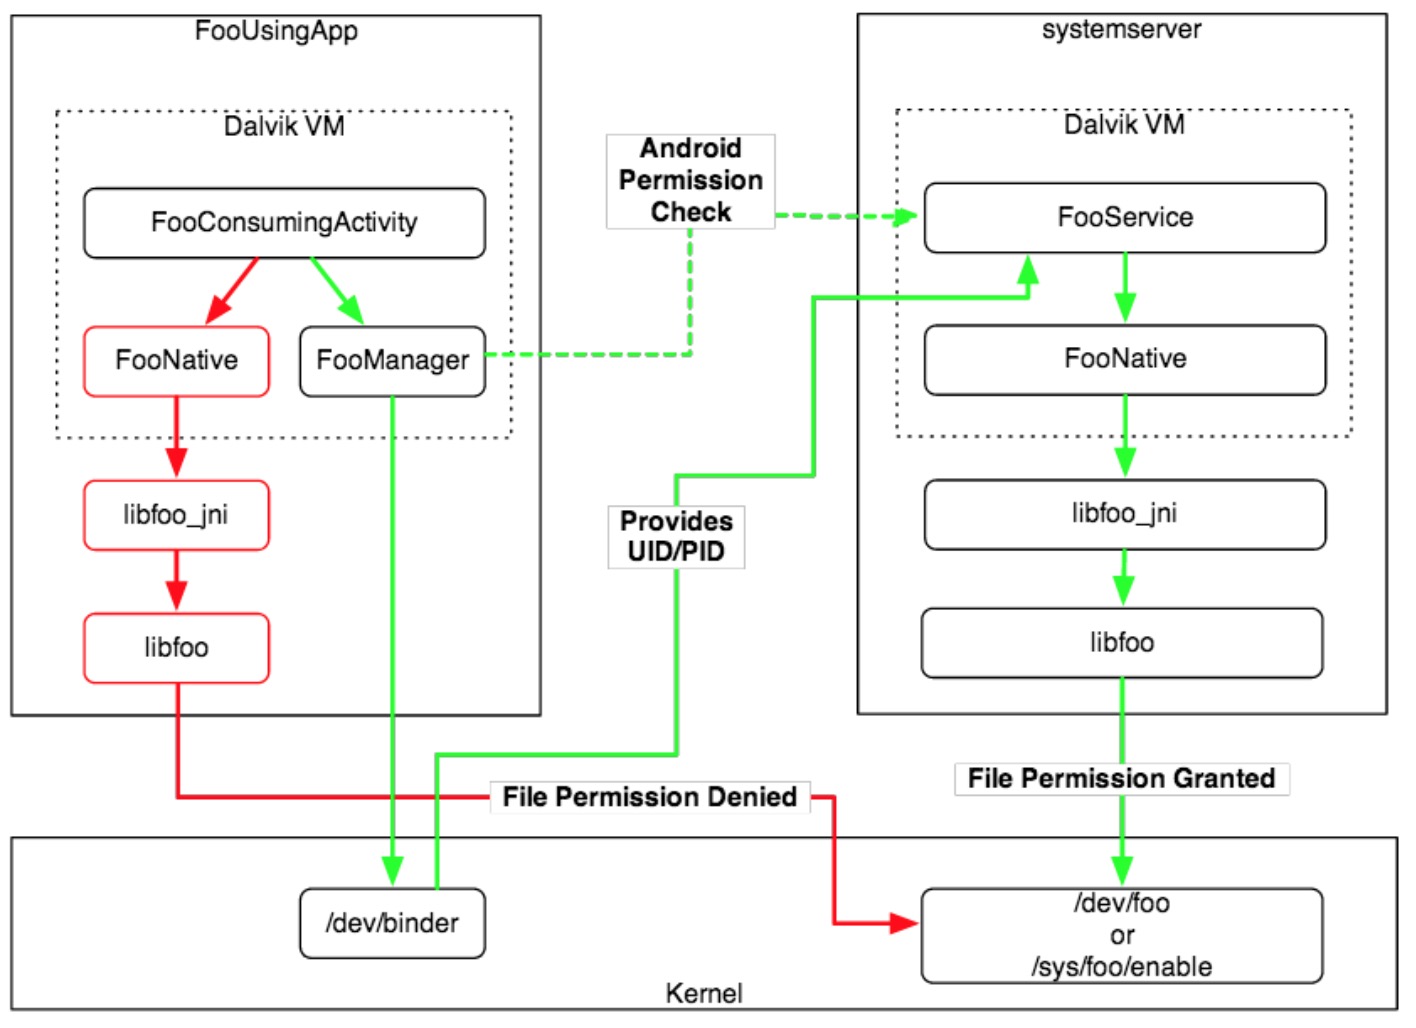 FooUsingApp
systemserver
Dalvik VM
Dalvik VM
Android
Permission
Check
FooConsumingActivity
FooService
FooNative
FooManager
FooNative
libfoo_jni
libfoo_jni
Provides
UID/PID
libfoo
libfoo
File Permission Denied
File Permission Granted
/dev/binder
/dev/foo
or
/sys/foo/enable
Kernel